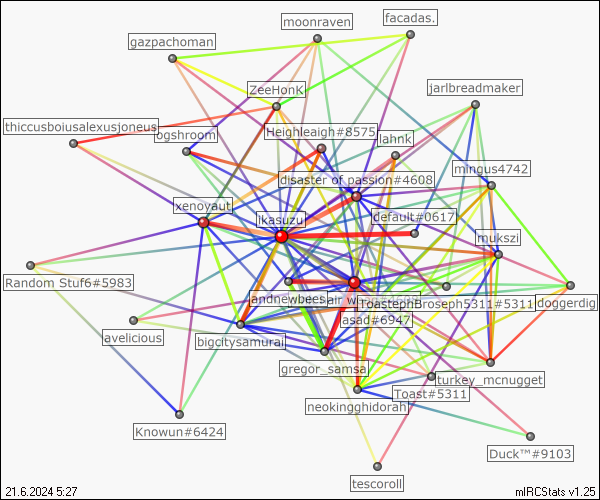 facadas.
moonraven
gazpachoman
ZeeHonK
jarlbreadmaker
thiccusboiusalexusjoneus
ogshroom
Heighleaigh#8575
lahnk
mingus4742
disaster of passion#4608
xenoyaut
ikasuzu
default#0617
mukszi
Random Stuf6#5983
andnewbees
Broseph5311#5311
doggerdig
asad#6947
avelicious
bigcitysamurai
gregor_samsa
turkey_mcnugget
Toast#5311
neokingghidorah
Knowun#6424
Duck™#9103
tescoroll
21.6.2024 5:27
mIRCStats v1.25